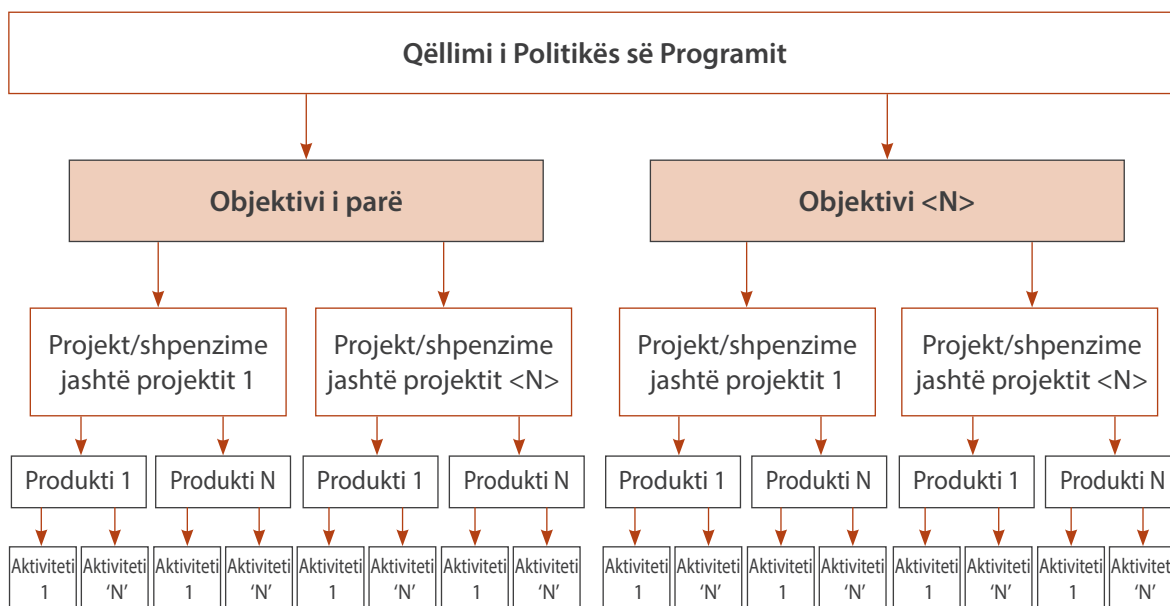 Qëllimi i Politikës së Programit
Objektivi i parë
Objektivi <N>
Projekt/shpenzime
jashtë projektit 1
Projekt/shpenzime
jashtë projektit <N>
Projekt/shpenzime
jashtë projektit 1
Projekt/shpenzime
jashtë projektit <N>
Produkti 1
Produkti N
Produkti 1
Produkti N
Produkti 1
Produkti N
Produkti 1
Produkti N
Aktiviteti
1
Aktiviteti
‘N’
Aktiviteti
1
Aktiviteti
‘N’
Aktiviteti
1
Aktiviteti
‘N’
Aktiviteti
1
Aktiviteti
‘N’
Aktiviteti
1
Aktiviteti
‘N’
Aktiviteti
1
Aktiviteti
‘N’
Aktiviteti
1
Aktiviteti
‘N’
Aktiviteti
1
Aktiviteti
‘N’